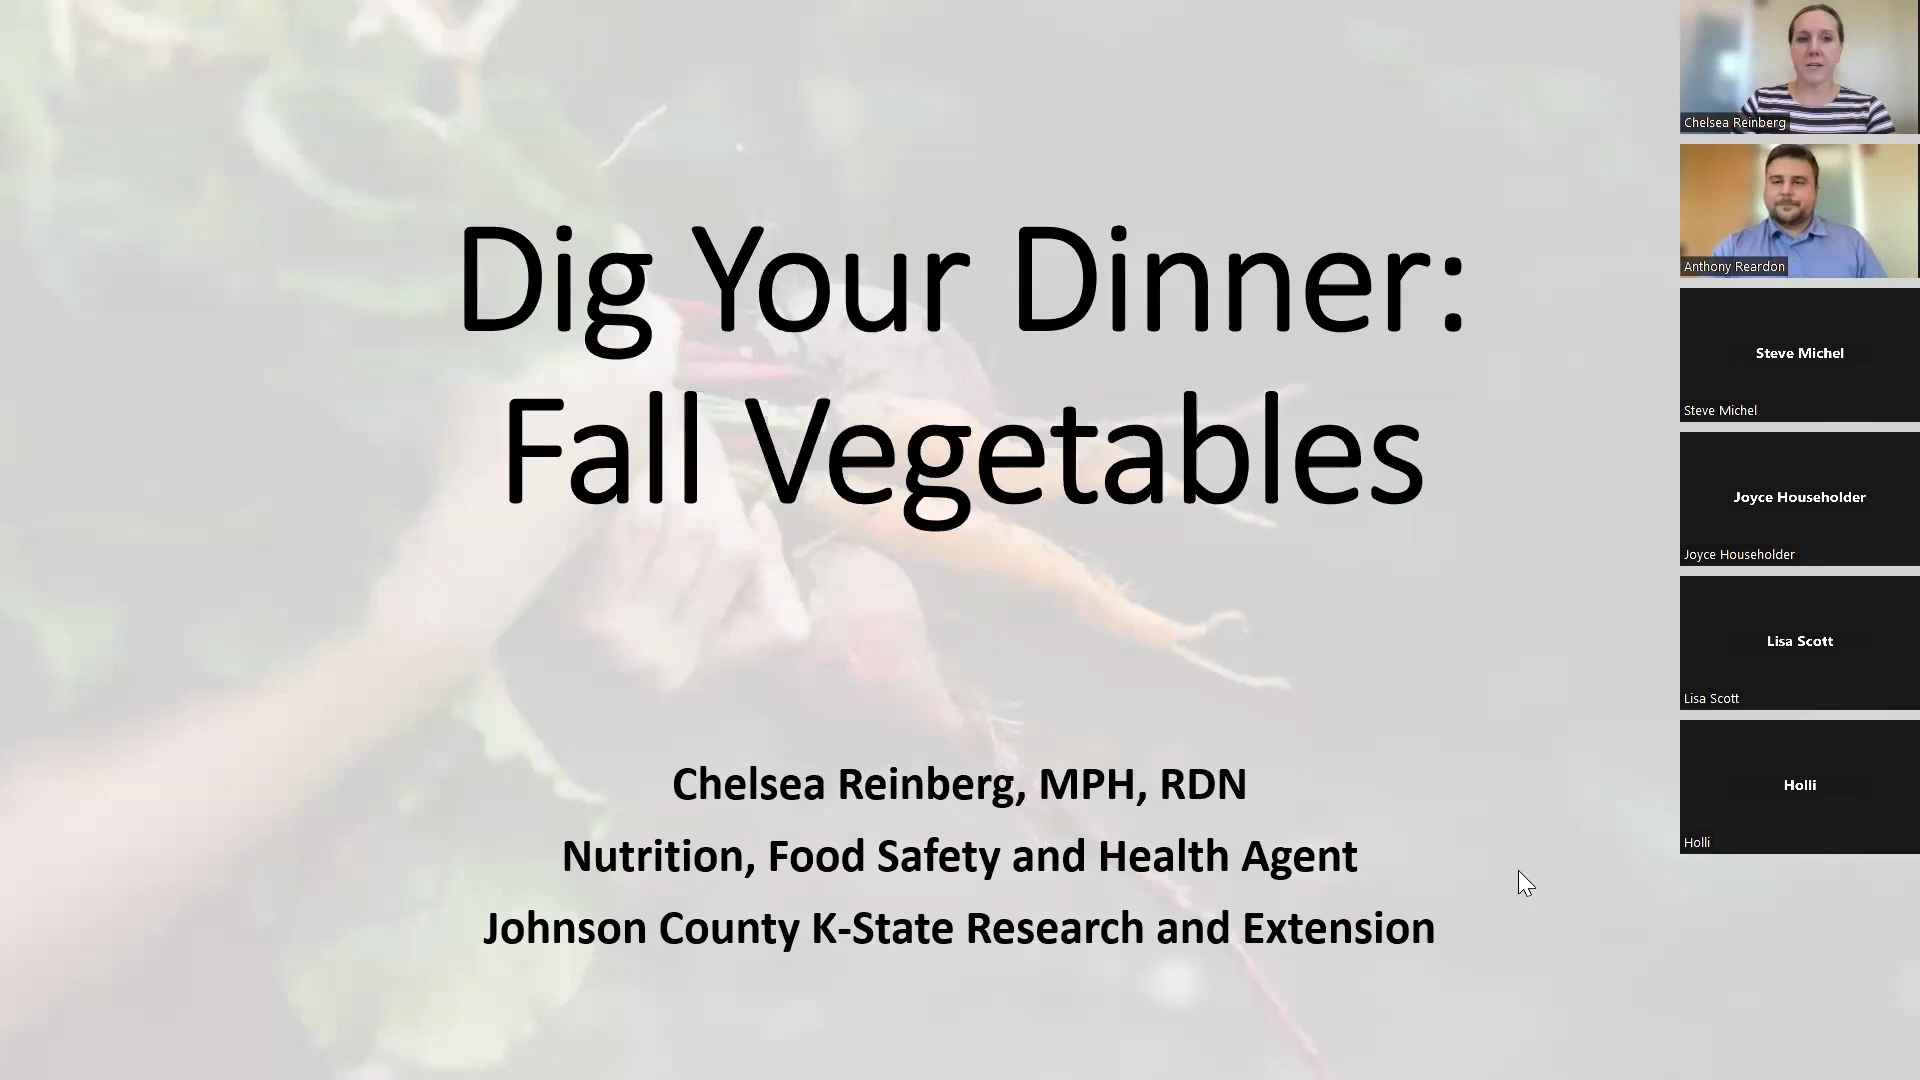 Dig Your Dinner:
Fall Vegetables
Chelsea Reinberg, MPH, RDN
Nutrition, Food Safety and Health Agent
Johnson County K-State Research and Extension
Chelsea Reinberg
Anthony Reardon
Steve Michel
Steve Michel
Joyce Householder
Joyce Householder
Lisa Scott
Lisa Scott
Holli
Holli